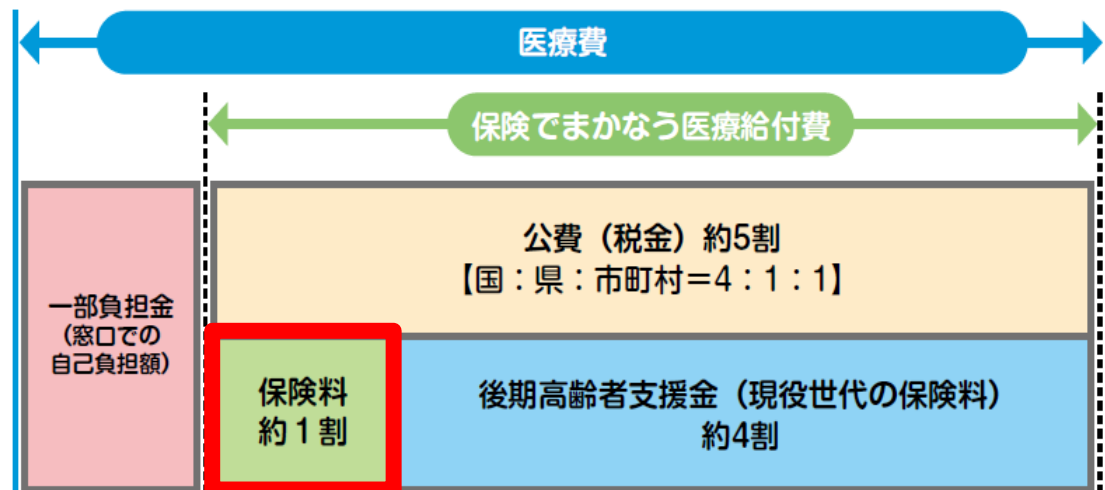 医療費
保険でまかなう医療給付費
公費（税金）約5割
【国：県：市町村＝4：1：1】
一部負担金
（窓口での
自己負担額）
保険料
約１割
後期高齢者支援金（現役世代の保険料）
約4割